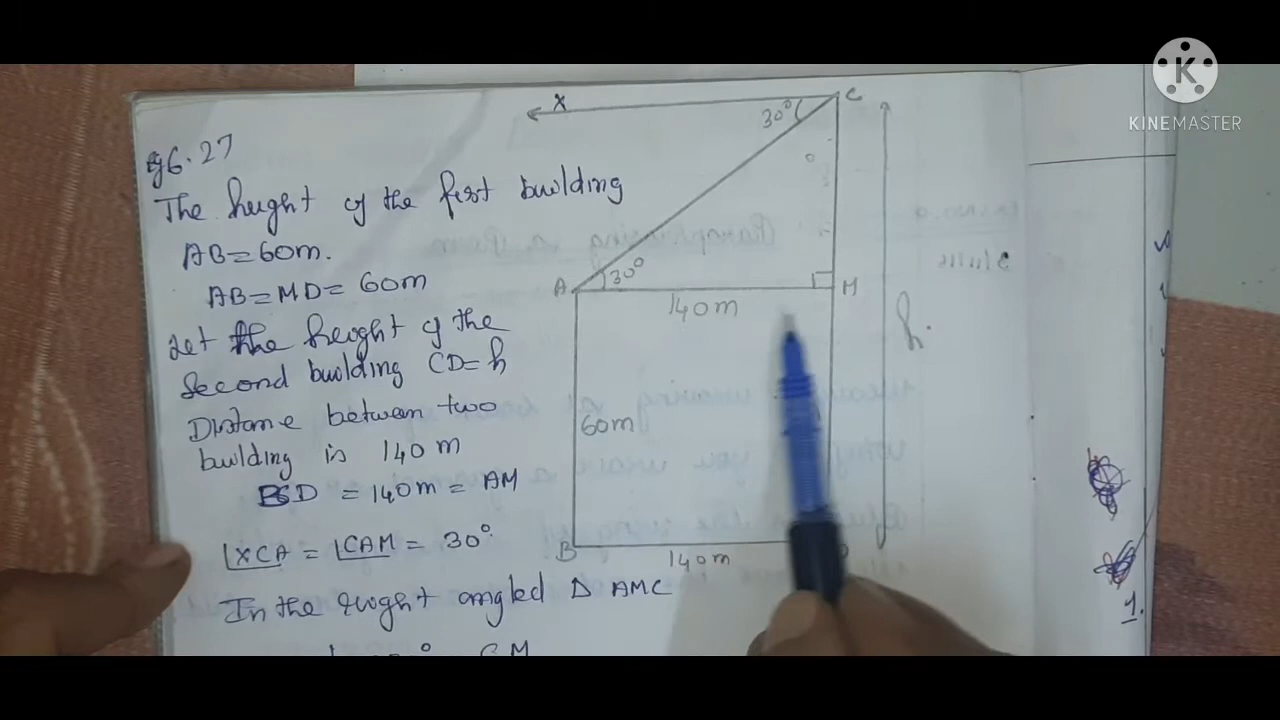 eg 6.27
The height of the first building
AB = 60m.
AB = MD = 60m
Let the height of the
second building CD = h
Distance between two
building is 140 m
BD = 140m = AM
∠XCA = ∠CAM = 30°
In the right angled Δ AMC
CM
X
C
30°
A
30°
M
140m
h.
60m
B
140m
D
1.
K
KINEMASTER